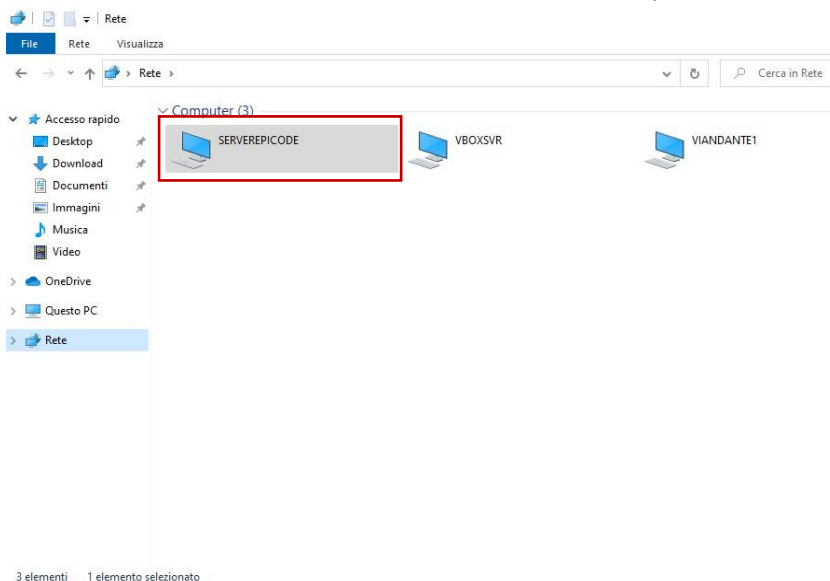 Rete
File Rete Visualizza
Rete
Cerca in Rete
Accesso rapido
Desktop
Download
Documenti
Immagini
Musica
Video
OneDrive
Questo PC
Rete
Computer (3)
SERVEREPICODE
VBOXSVR
VIANDANTE1
3 elementi 1 elemento selezionato